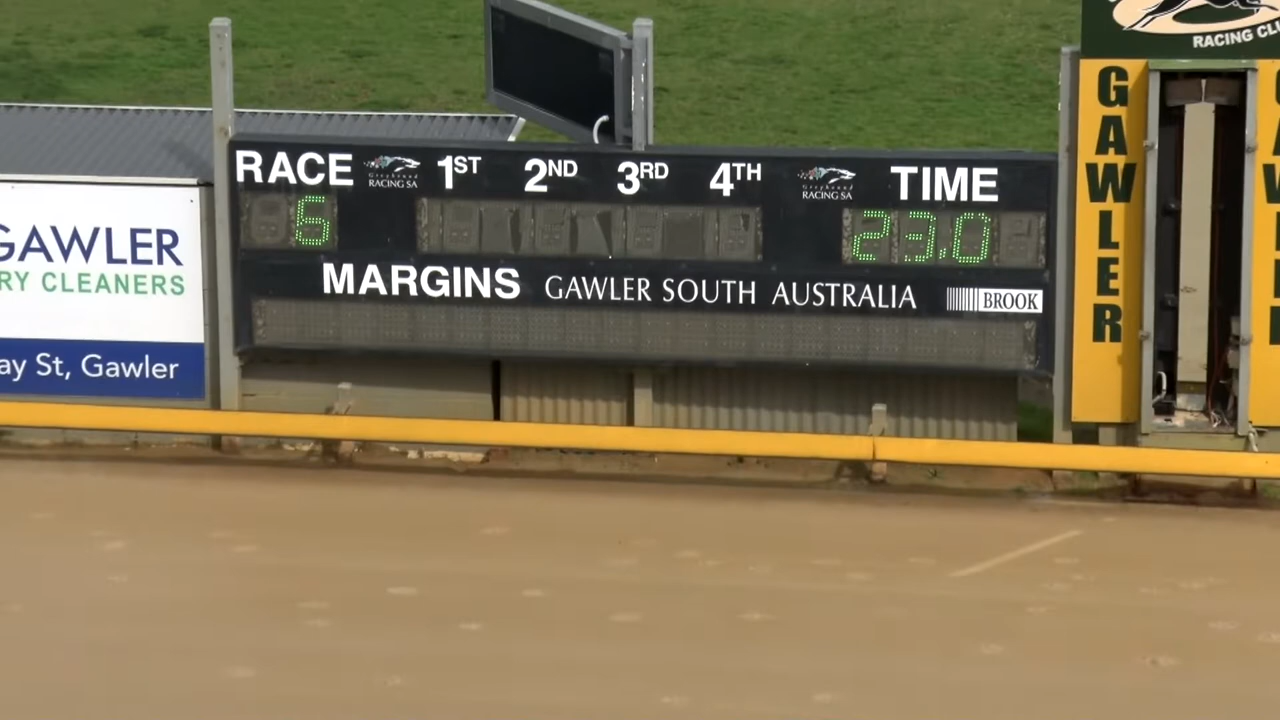 RACING CLU
RACE Greyhound RACING SA 1ST 2ND 3RD 4TH Greyhound RACING SA TIME
6 23.0
MARGINS GAWLER SOUTH AUSTRALIA BROOK
GAWLER
RY CLEANERS
ay St, Gawler
GAWLER